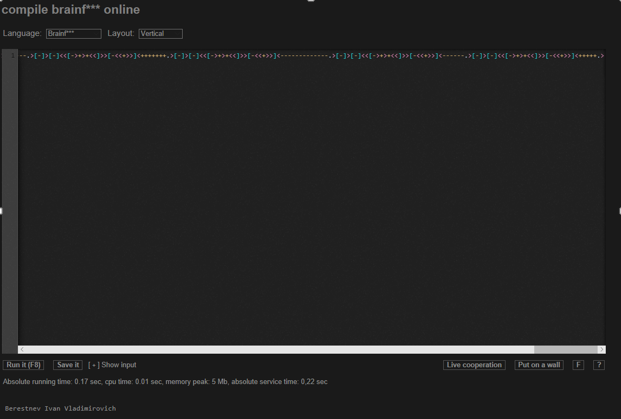 compile brainf*** online
Language: Brainf*** Layout: Vertical
--.>[-]>[-]<<[->+>+<<]>>[-<<+>>]<+++++++.>[-]>[-]<<[->+>+<<]>>[-<<+>>]<-------------.>[-]>[-]<<[->+>+<<]>>[-<<+>>]<------.>[-]>[-]<<[->+>+<<]>>[-<<+>>]<+++++.>
Run it (F8) Save it [ + ] Show input Live cooperation Put on a wall F ?
Absolute running time: 0.17 sec, cpu time: 0.01 sec, memory peak: 5 Mb, absolute service time: 0,22 sec
Berestnev Ivan Vladimirovich